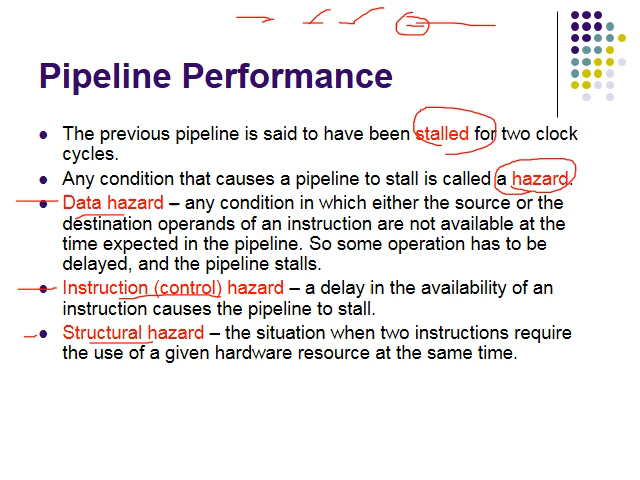 Pipeline Performance
The previous pipeline is said to have been stalled for two clock
cycles.
Any condition that causes a pipeline to stall is called a hazard.
Data hazard – any condition in which either the source or the
destination operands of an instruction are not available at the
time expected in the pipeline. So some operation has to be
delayed, and the pipeline stalls.
Instruction (control) hazard – a delay in the availability of an
instruction causes the pipeline to stall.
Structural hazard – the situation when two instructions require
the use of a given hardware resource at the same time.